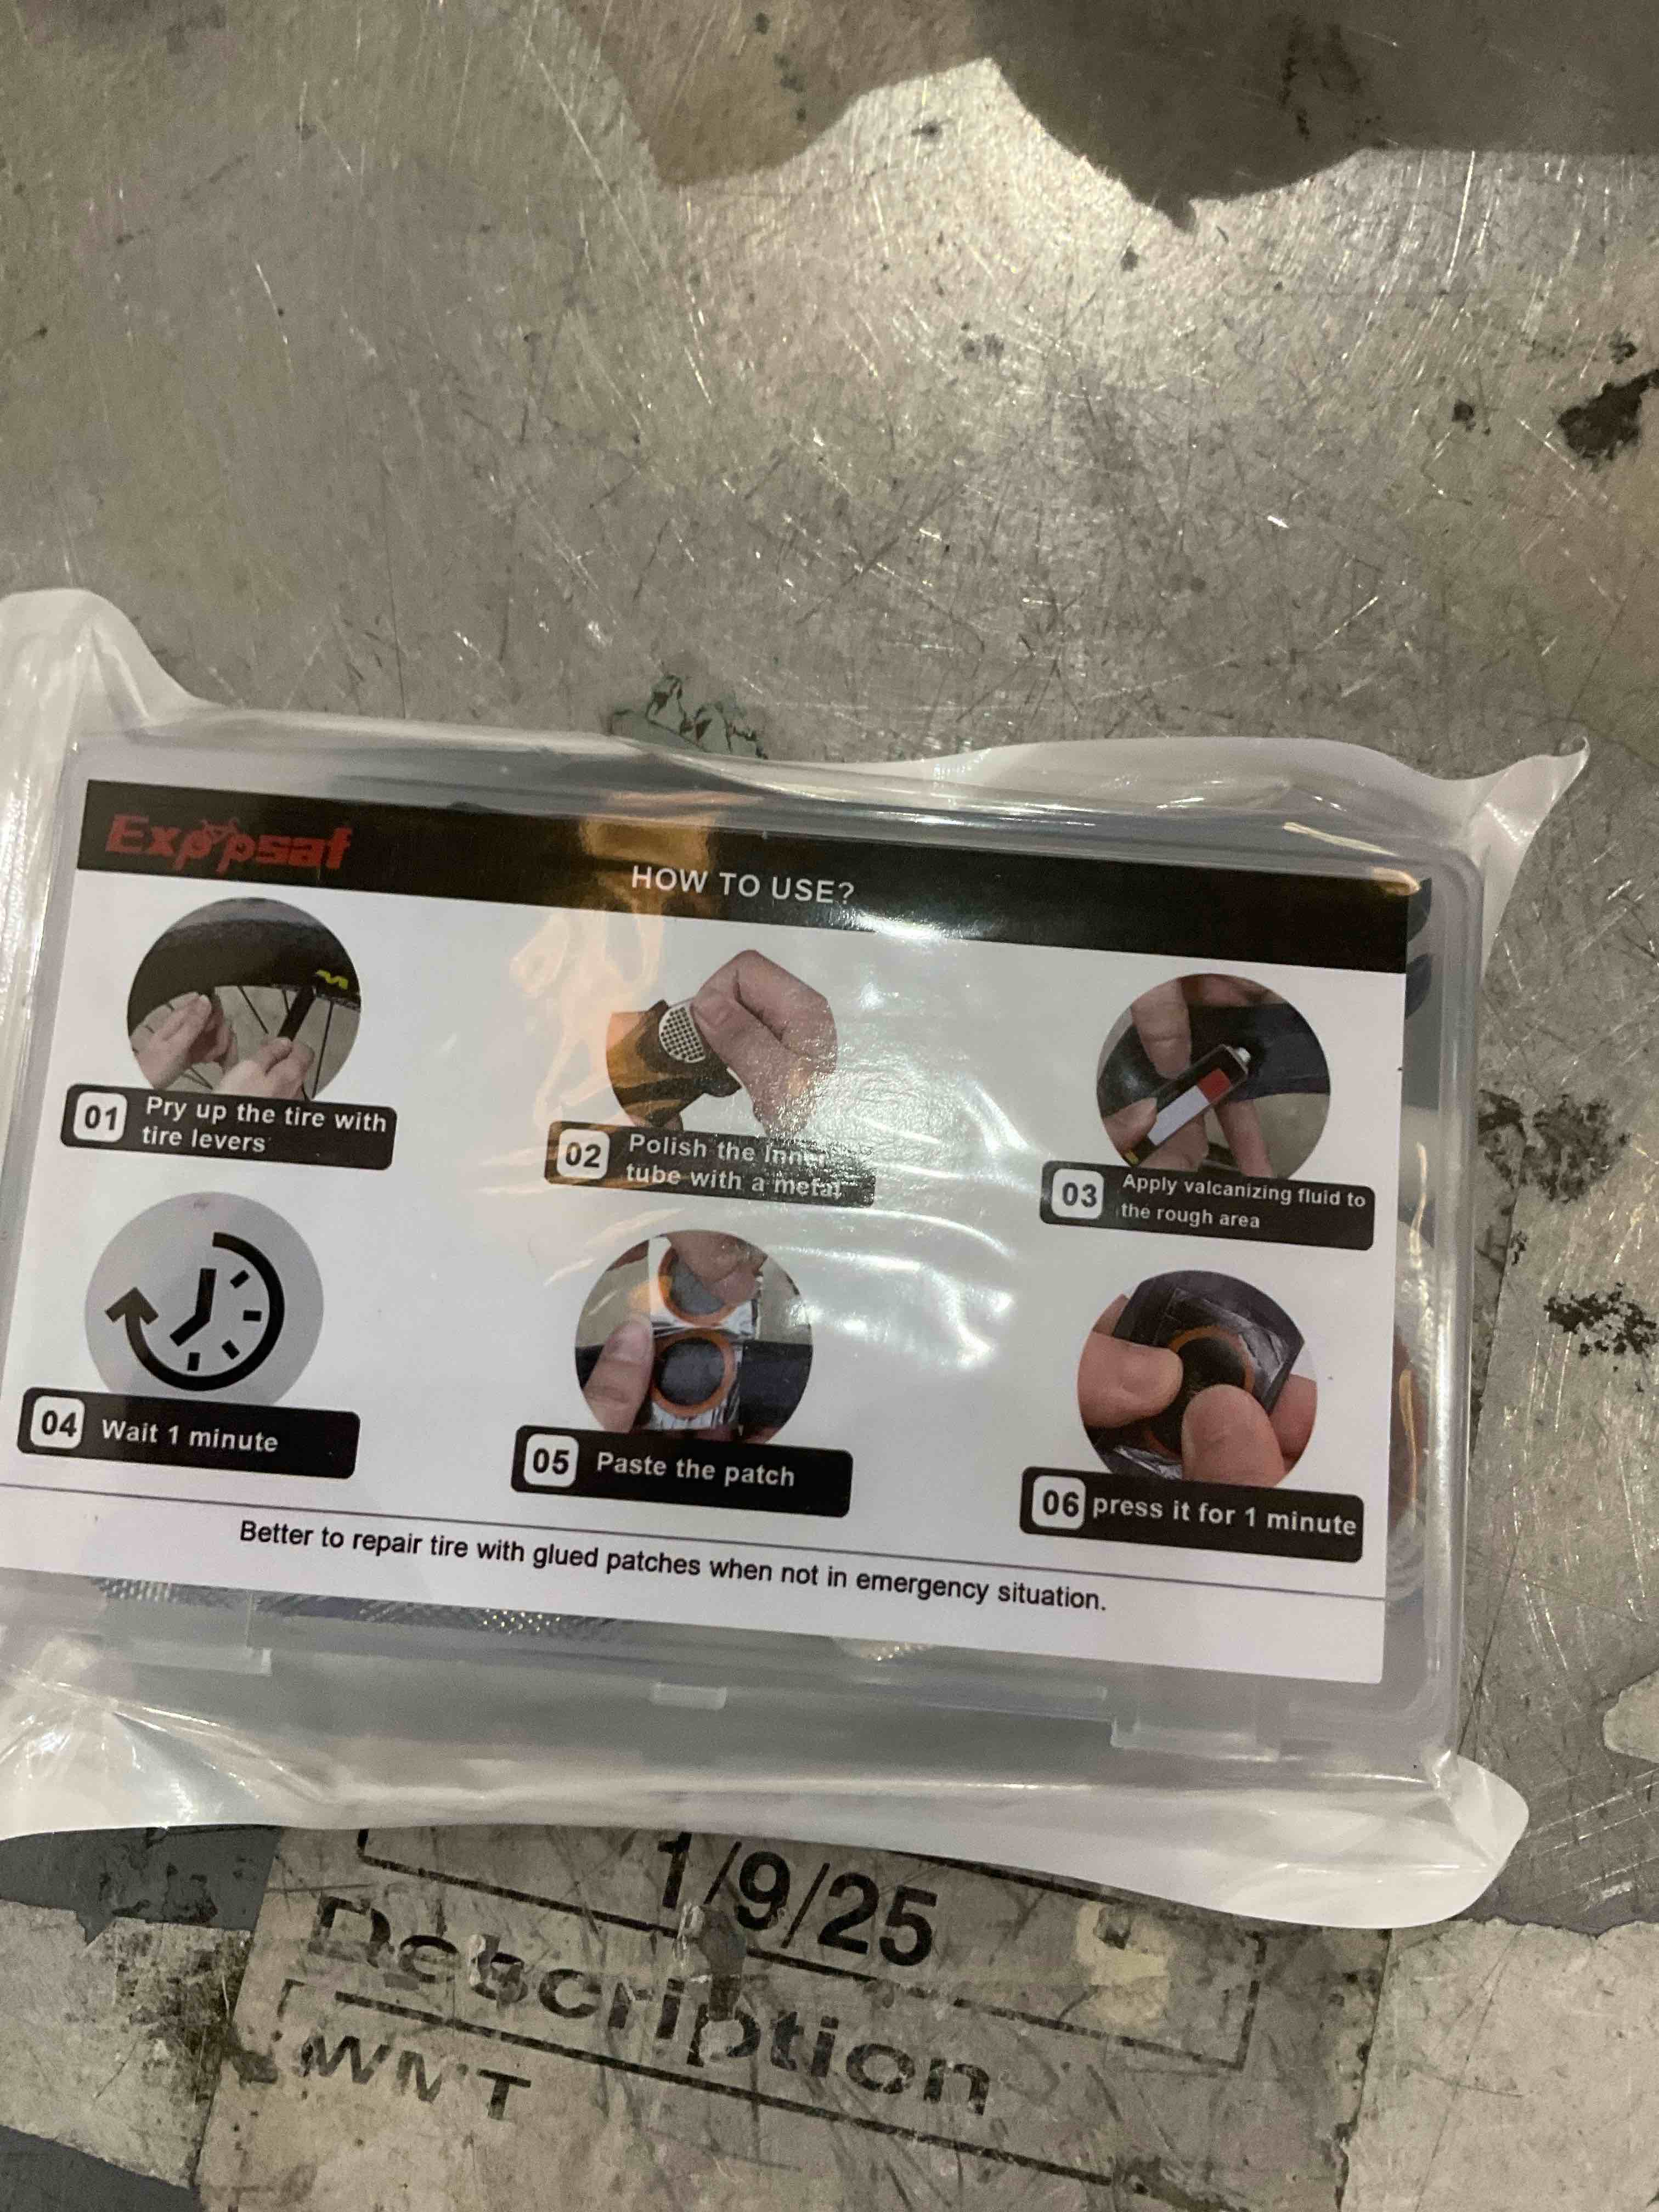 Exppsaf
HOW TO USE?
01 Pry up the tire with
tire levers
02 Polish the Inner
tube with a metal
03 Apply valcanizing fluid to
the rough area
04 Wait 1 minute
05 Paste the patch
06 press it for 1 minute
Better to repair tire with glued patches when not in emergency situation.
1/9/25
Description
WNT